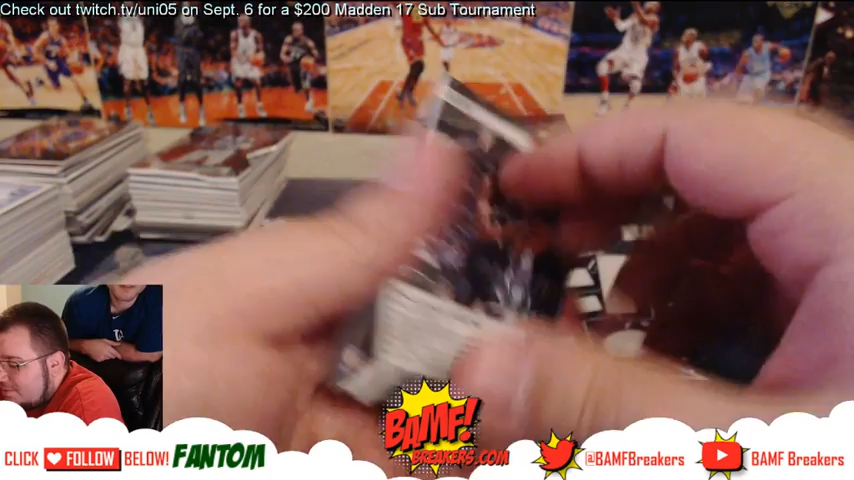 Check out twitch.tv/uni05 on Sept. 6 for a $200 Madden 17 Sub Tournament
BAMF!
BREAKERS.COM
CLICK FOLLOW BELOW! FANTOM
@BAMFBreakers
BAMF Breakers